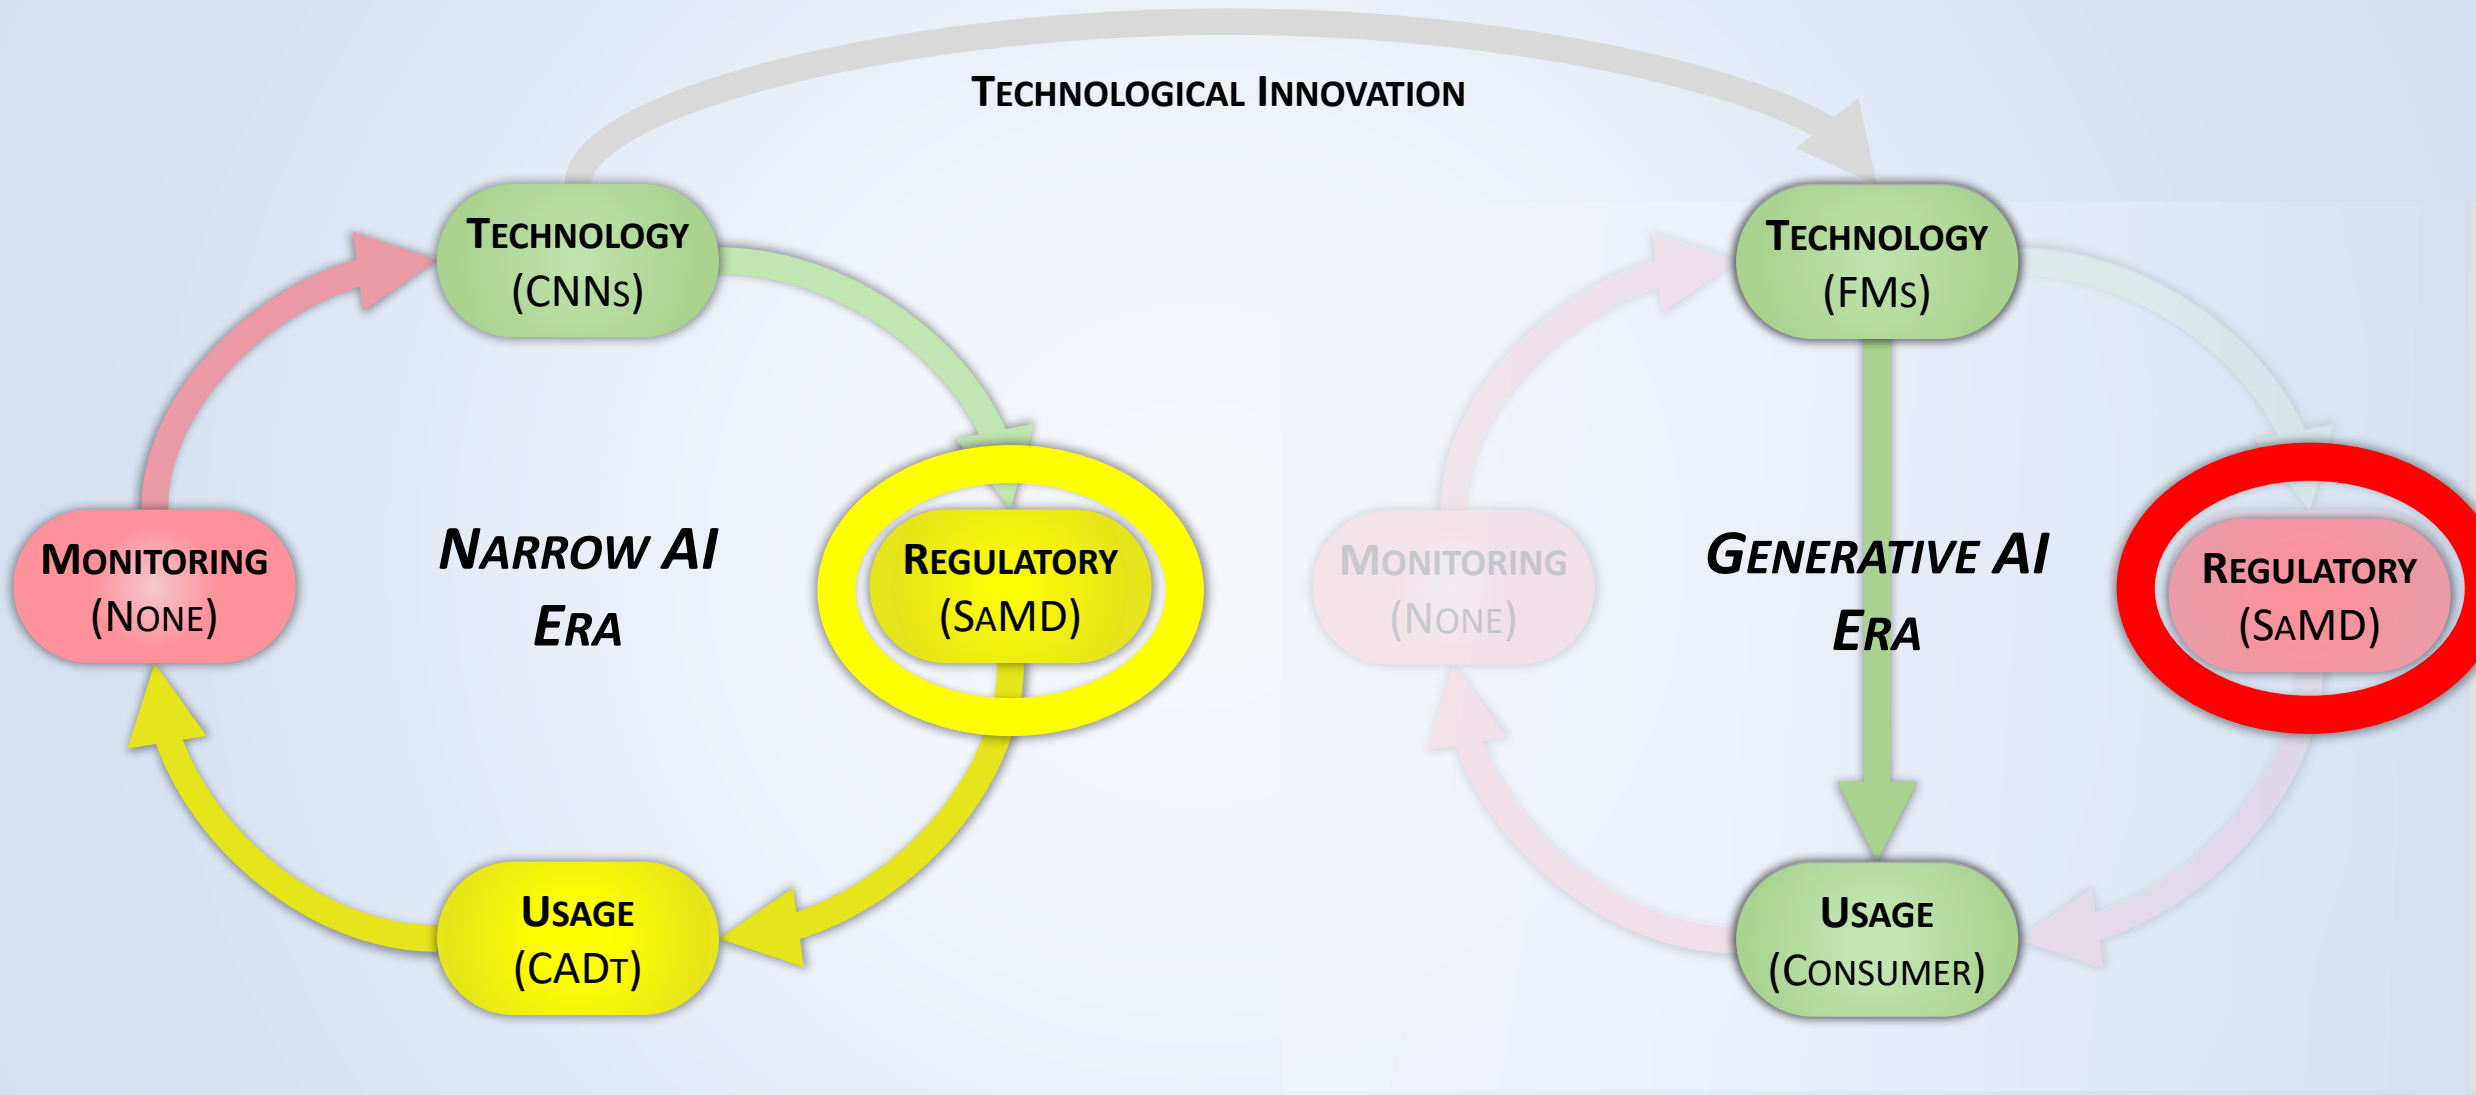 TECHNOLOGICAL INNOVATION
TECHNOLOGY
(CNNs)
REGULATORY
(SaMD)
USAGE
(CADt)
MONITORING
(NONE)
NARROW AI
ERA
TECHNOLOGY
(FMs)
REGULATORY
(SaMD)
USAGE
(CONSUMER)
MONITORING
(NONE)
GENERATIVE AI
ERA